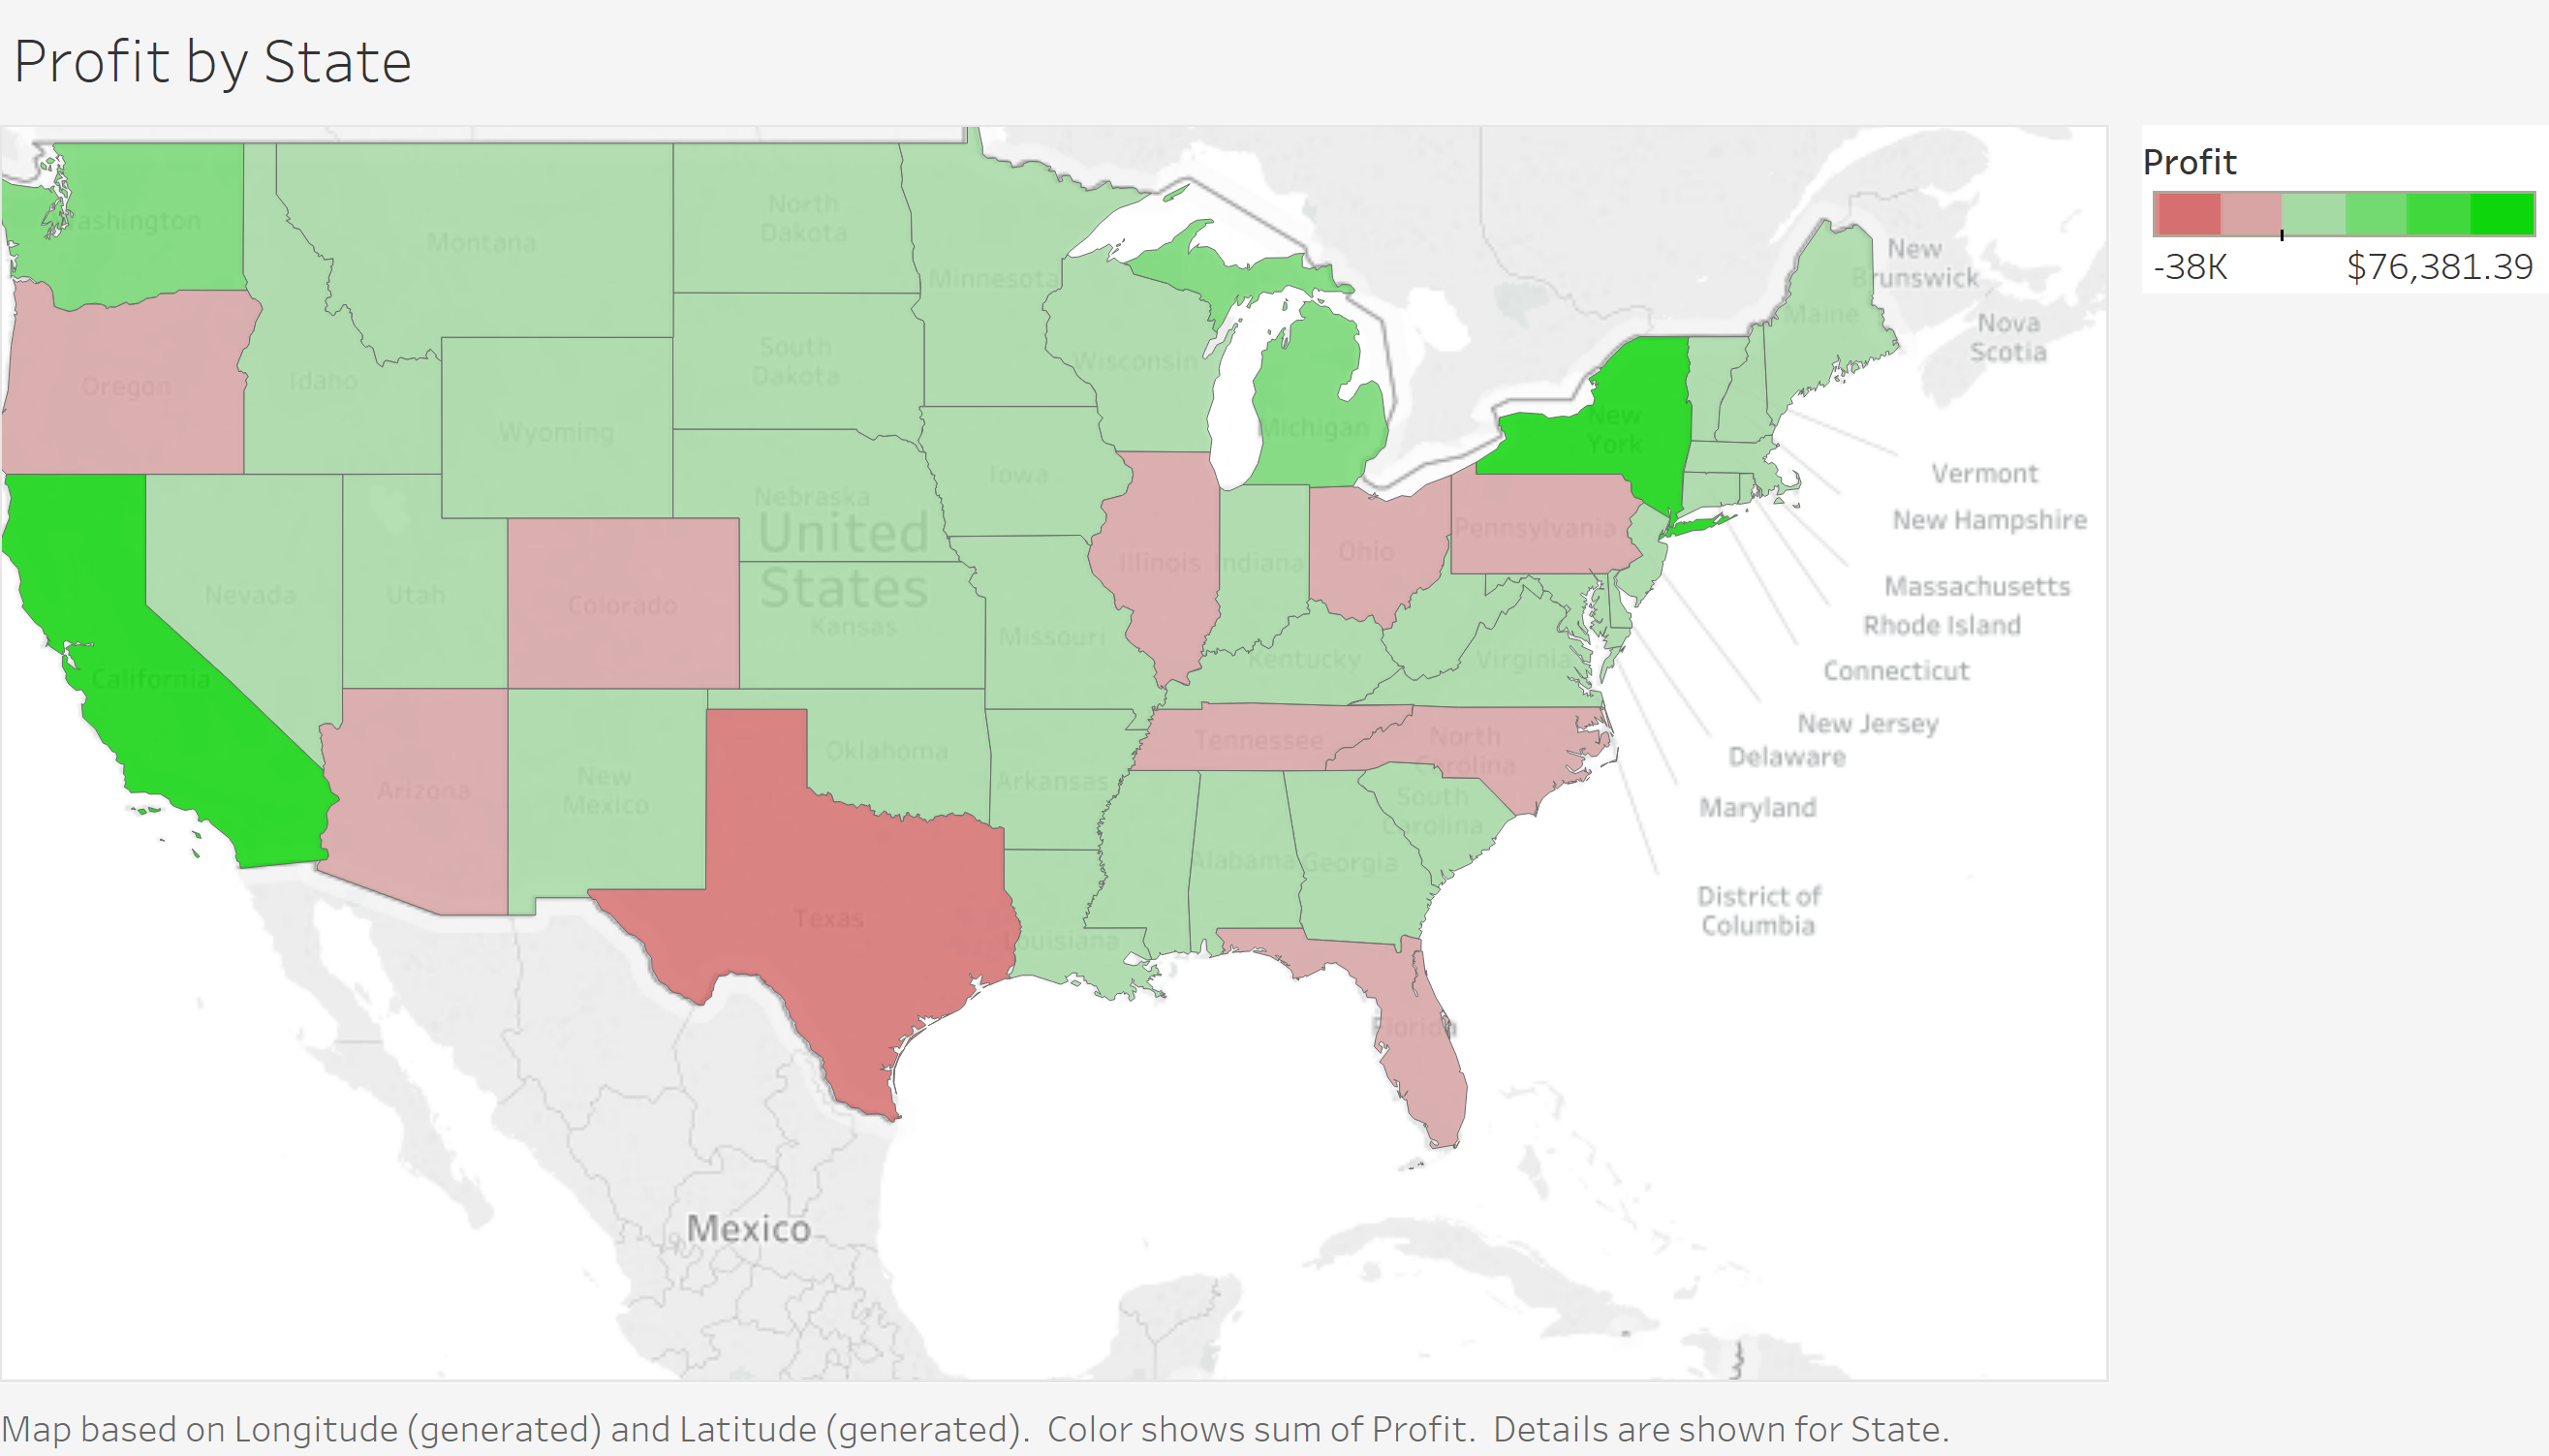 Profit by State
Profit
-38K
$76,381.39
Washington
Montana
North
Dakota
Minnesota
Oregon
Idaho
South
Dakota
Wisconsin
Wyoming
Michigan
New
York
Maine
New
Brunswick
Nova
Scotia
Iowa
Nebraska
United
States
Nevada
Utah
Colorado
Kansas
Missouri
Illinois
Indiana
Ohio
Pennsylvania
Kentucky
Virginia
Vermont
New Hampshire
Massachusetts
Rhode Island
Connecticut
New Jersey
Delaware
Maryland
District of
Columbia
California
Arizona
New
Mexico
Oklahoma
Arkansas
Tennessee
North
Carolina
South
Carolina
Texas
Louisiana
Alabama
Georgia
Florida
Mexico
Map based on Longitude (generated) and Latitude (generated). Color shows sum of Profit. Details are shown for State.